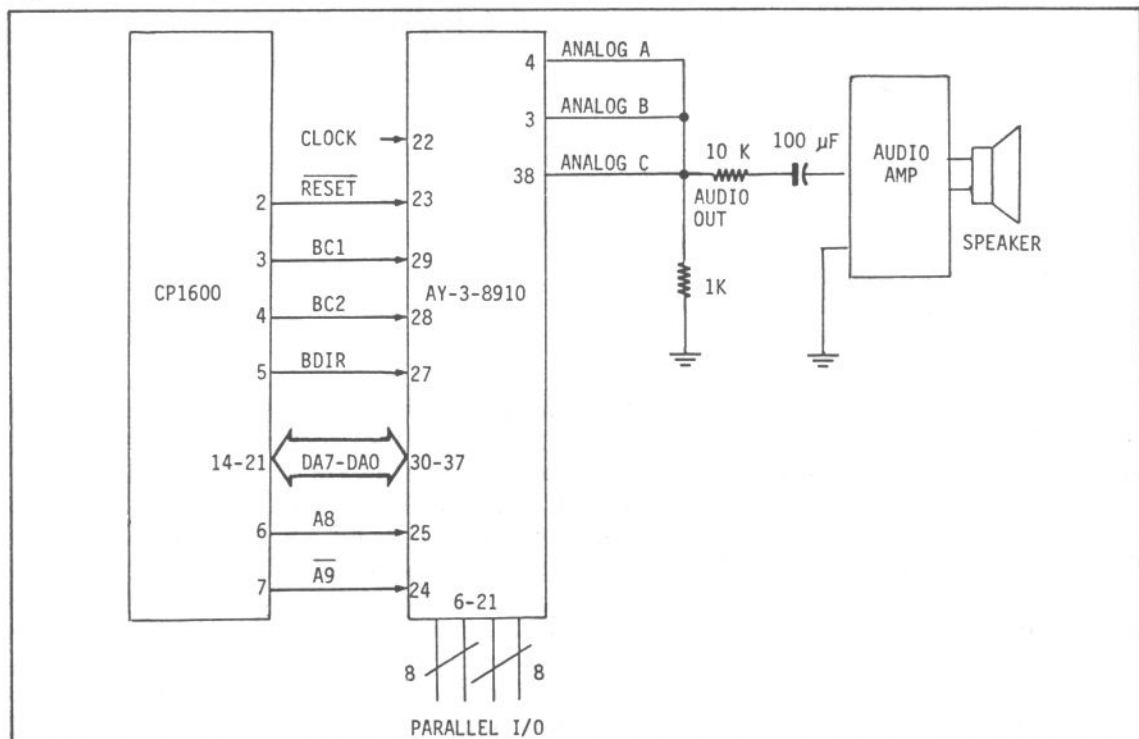 4 ANALOG A
3 ANALOG B
38 ANALOG C
10 K
100 µF
AUDIO OUT
1K
AUDIO AMP
SPEAKER
CLOCK 22
2 RESET 23
3 BC1 29
CP1600
AY-3-8910
4 BC2 28
5 BDIR 27
14-21 DA7-DA0 30-37
6 A8 25
7 A9 24
6-21
8
8
PARALLEL I/O